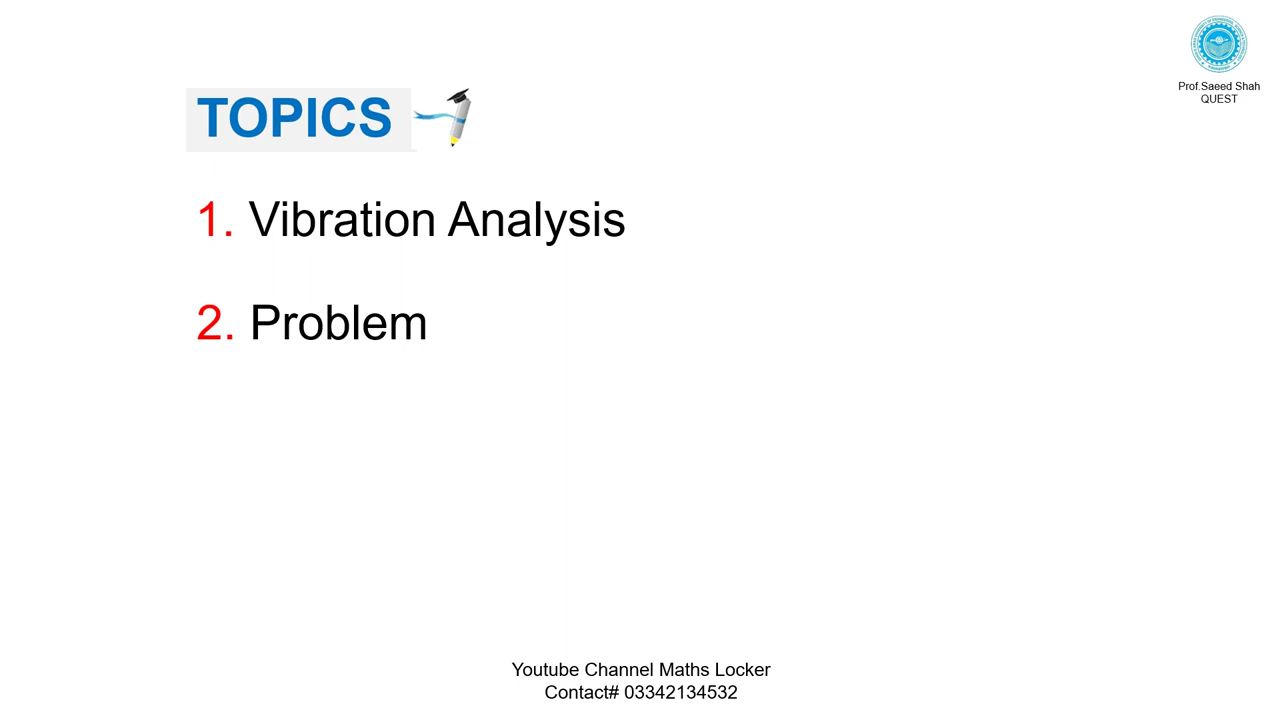 Prof.Saeed Shah
QUEST
TOPICS
1. Vibration Analysis
2. Problem
Youtube Channel Maths Locker
Contact# 03342134532